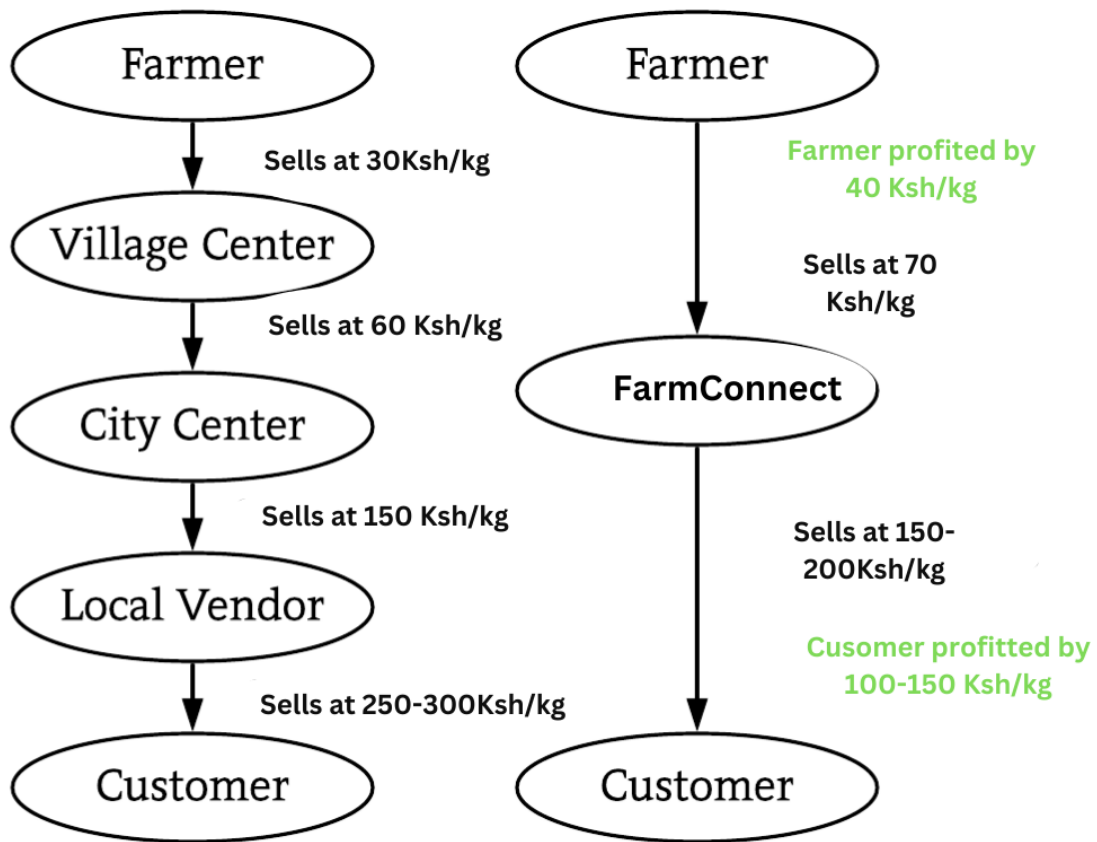 Farmer
Sells at 30Ksh/kg
Village Center
Sells at 60 Ksh/kg
City Center
Sells at 150 Ksh/kg
Local Vendor
Sells at 250-300Ksh/kg
Customer
Farmer
Farmer profited by
40 Ksh/kg
Sells at 70
Ksh/kg
FarmConnect
Sells at 150-
200Ksh/kg
Cusomer profitted by
100-150 Ksh/kg
Customer